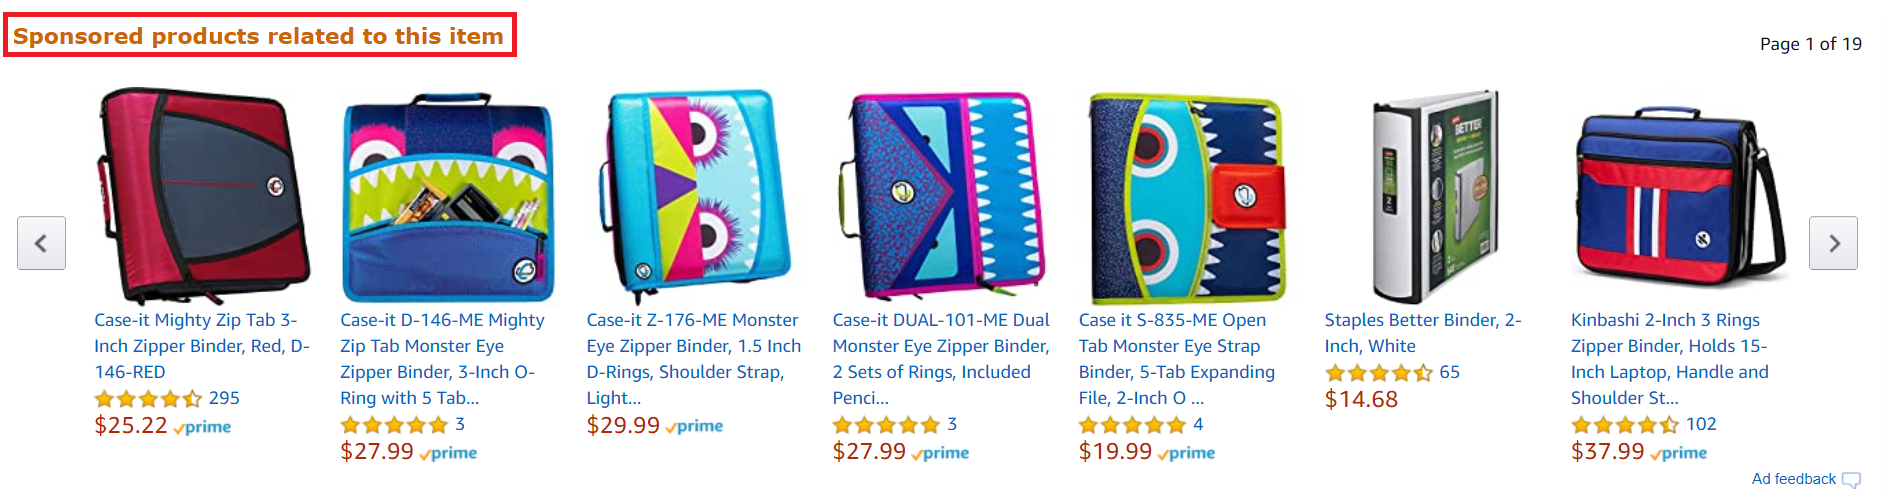 Sponsored products related to this item
Page 1 of 19
BETTER
2
Case-it Mighty Zip Tab 3-
Inch Zipper Binder, Red, D-
146-RED
295
$25.22 prime
Case-it D-146-ME Mighty
Zip Tab Monster Eye
Zipper Binder, 3-Inch O-
Ring with 5 Tab...
3
$27.99 prime
Case-it Z-176-ME Monster
Eye Zipper Binder, 1.5 Inch
D-Rings, Shoulder Strap,
Light...
$29.99 prime
Case-it DUAL-101-ME Dual
Monster Eye Zipper Binder,
2 Sets of Rings, Included
Penci...
3
$27.99 prime
Case it S-835-ME Open
Tab Monster Eye Strap
Binder, 5-Tab Expanding
File, 2-Inch O ...
4
$19.99 prime
Staples Better Binder, 2-
Inch, White
65
$14.68
Kinbashi 2-Inch 3 Rings
Zipper Binder, Holds 15-
Inch Laptop, Handle and
Shoulder St...
102
$37.99 prime
Ad feedback